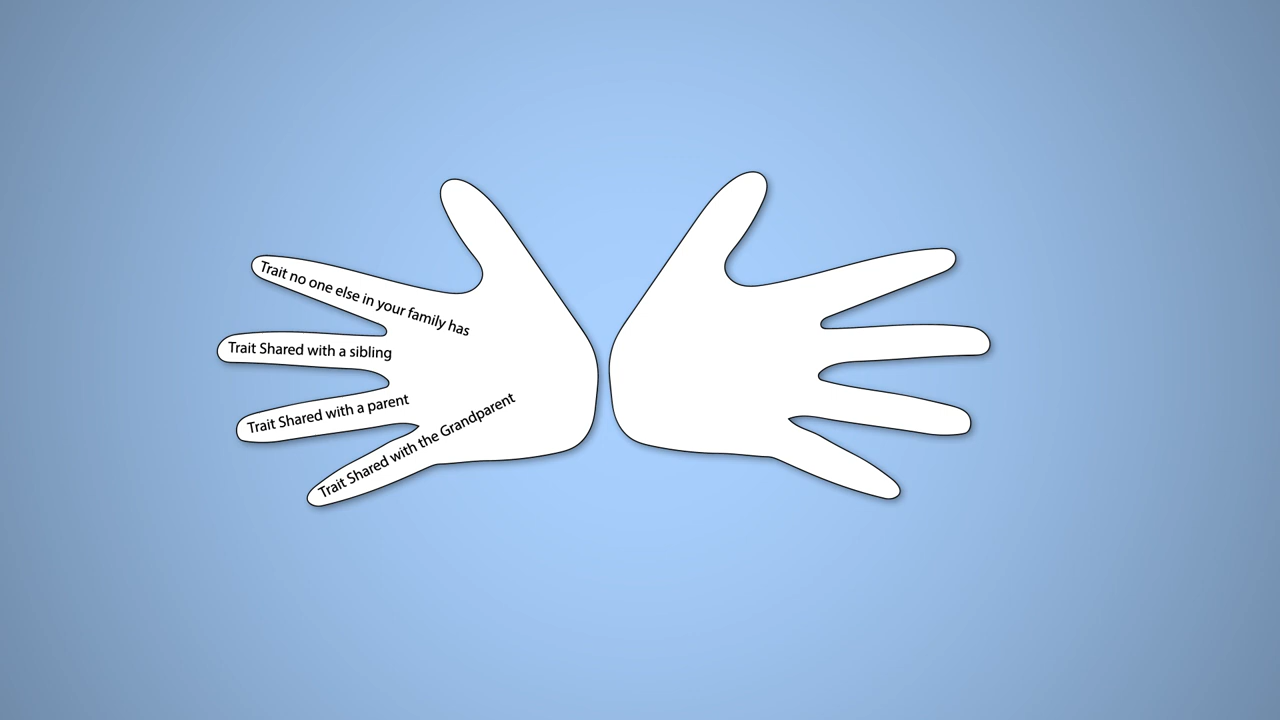 Trait no one else in your family has
Trait Shared with a sibling
Trait Shared with a parent
Trait Shared with the Grandparent